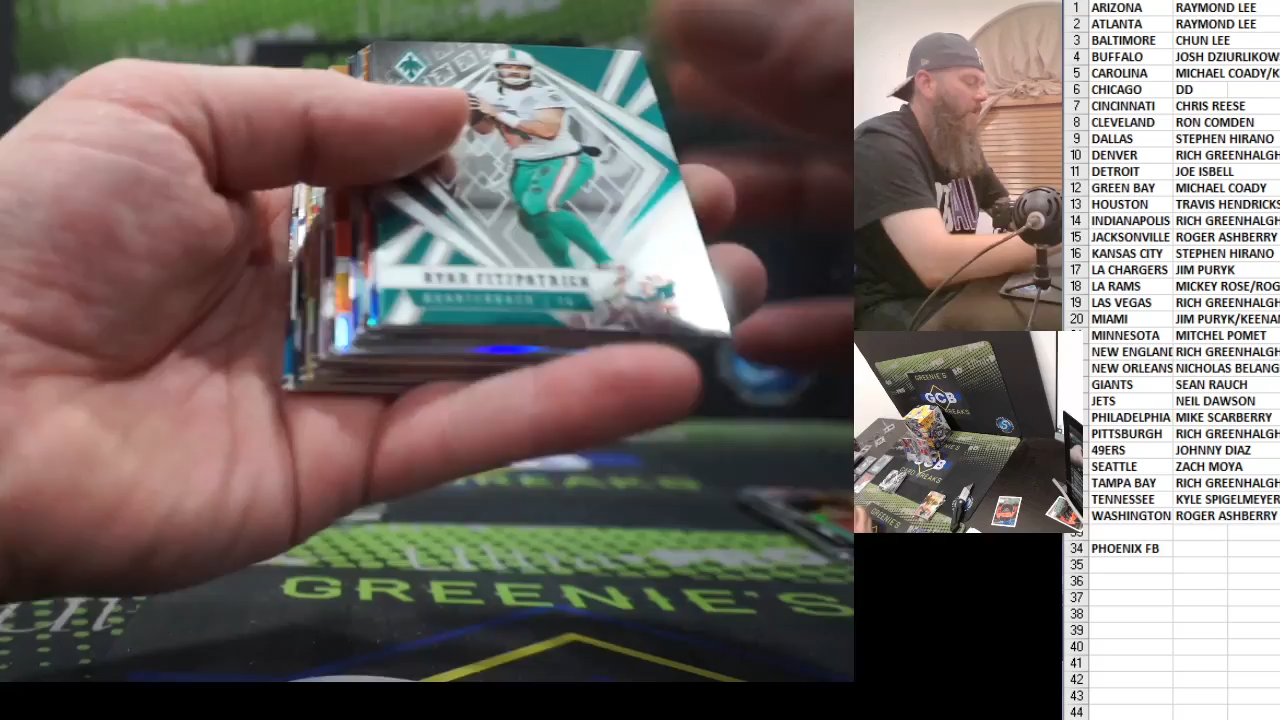 RYAN FITZPATRICK
QUARTERBACK
GREENIE'S
GREENIE'S
GCB
BREAKS
1 ARIZONA RAYMOND LEE
2 ATLANTA RAYMOND LEE
3 BALTIMORE CHUN LEE
4 BUFFALO JOSH DZIURLIKOW
5 CAROLINA MICHAEL COADY/K
6 CHICAGO DD
7 CINCINNATI CHRIS REESE
8 CLEVELAND RON COMDEN
9 DALLAS STEPHEN HIRANO
10 DENVER RICH GREENHALGH
11 DETROIT JOE ISBELL
12 GREEN BAY MICHAEL COADY
13 HOUSTON TRAVIS HENDRICKS
14 INDIANAPOLIS RICH GREENHALGH
15 JACKSONVILLE ROGER ASHBERRY
16 KANSAS CITY STEPHEN HIRANO
17 LA CHARGERS JIM PURYK
18 LA RAMS MICKEY ROSE/ROG
19 LAS VEGAS RICH GREENHALGH
20 MIAMI JIM PURYK/KEENAN
MINNESOTA MITCHEL POMET
NEW ENGLAND RICH GREENHALGH
NEW ORLEANS NICHOLAS BELANG
GIANTS SEAN RAUCH
JETS NEIL DAWSON
PHILADELPHIA MIKE SCARBERRY
PITTSBURGH RICH GREENHALGH
49ERS JOHNNY DIAZ
SEATTLE ZACH MOYA
TAMPA BAY RICH GREENHALGH
TENNESSEE KYLE SPIGELMEYER
WASHINGTON ROGER ASHBERRY
34 PHOENIX FB
35
36
37
38
39
40
41
42
43
44